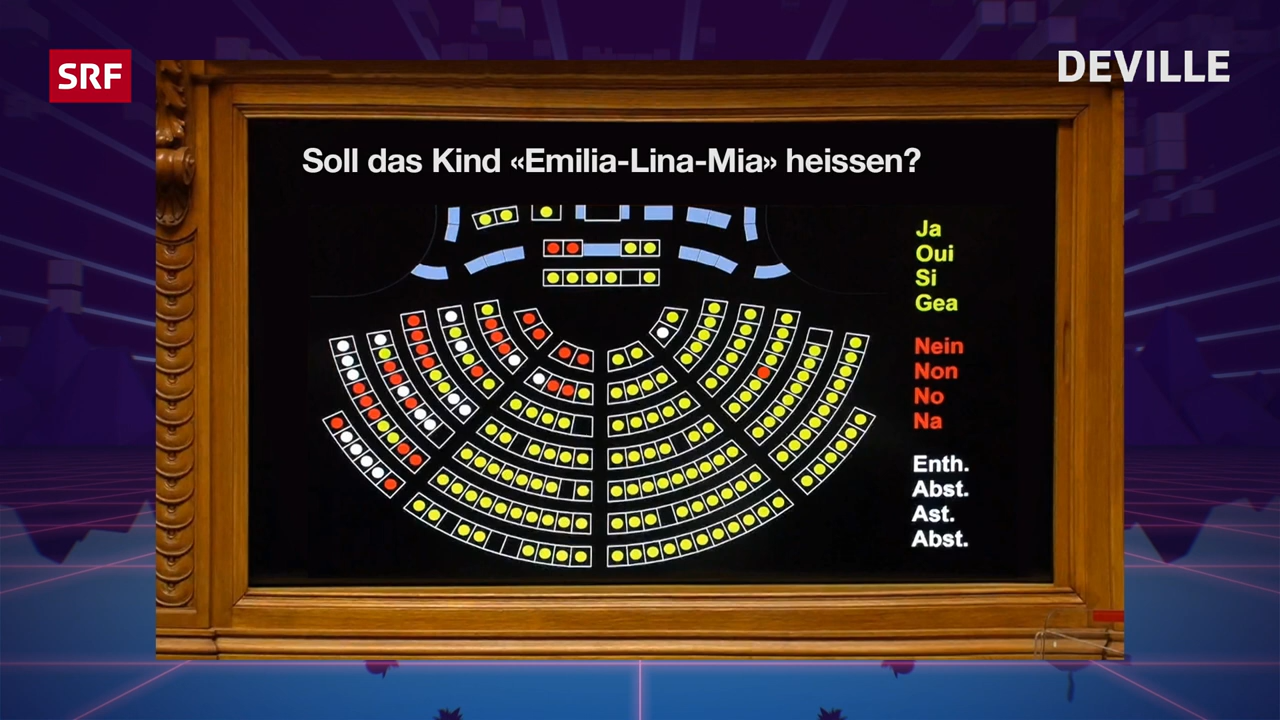 SRF
DEVILLE
Soll das Kind «Emilia-Lina-Mia» heissen?
Ja
Oui
Si
Gea
Nein
Non
No
Na
Enth.
Abst.
Ast.
Abst.